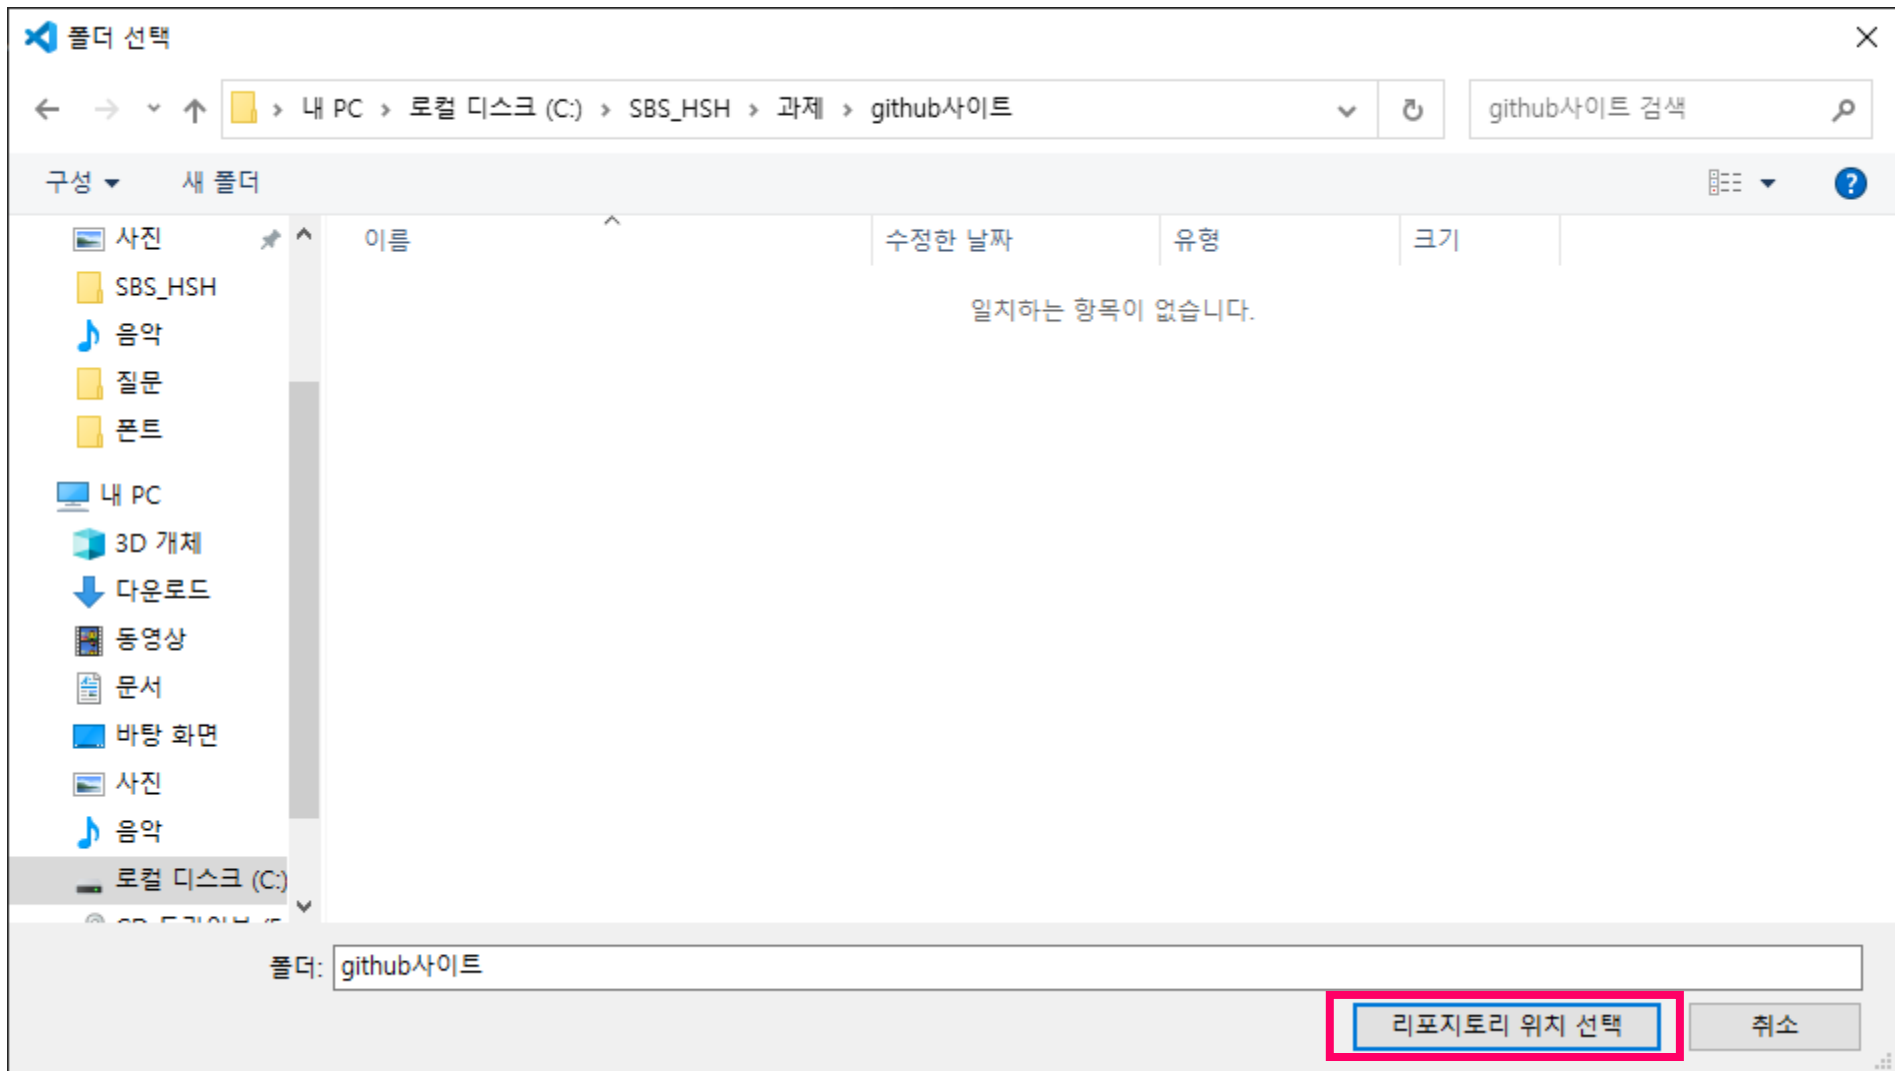 폴더 선택
내 PC › 로컬 디스크 (C:) › SBS_HSH › 과제 › github사이트
github사이트 검색
구성
새 폴더
이름
수정한 날짜
유형
크기
사진
SBS_HSH
음악
질문
폰트
내 PC
3D 개체
다운로드
동영상
문서
바탕 화면
사진
음악
로컬 디스크 (C:)
일치하는 항목이 없습니다.
폴더:
github사이트
리포지토리 위치 선택
취소